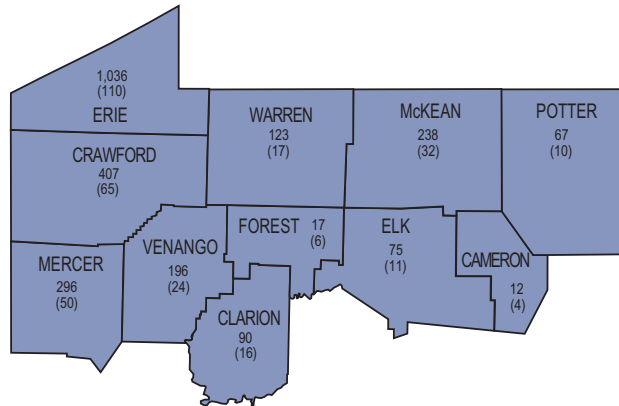 1,036
(110)
ERIE
WARREN
123
(17)
McKEAN
238
(32)
POTTER
67
(10)
CRAWFORD
407
(65)
FOREST 17
(6)
ELK
75
(11)
VENANGO
196
(24)
MERCER
296
(50)
CAMERON
12
(4)
CLARION
90
(16)